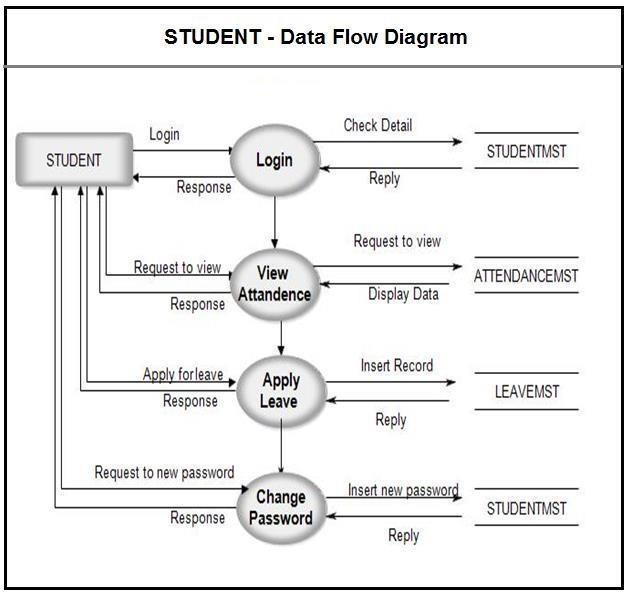 STUDENT - Data Flow Diagram
Login
Check Detail
STUDENT
Login
STUDENTMST
Response
Reply
Request to view
Request to view
View
Attandence
ATTENDANCEMST
Response
Display Data
Apply for leave
Insert Record
Apply
Leave
LEAVEMST
Response
Reply
Request to new password
Insert new password
Change
Password
STUDENTMST
Response
Reply